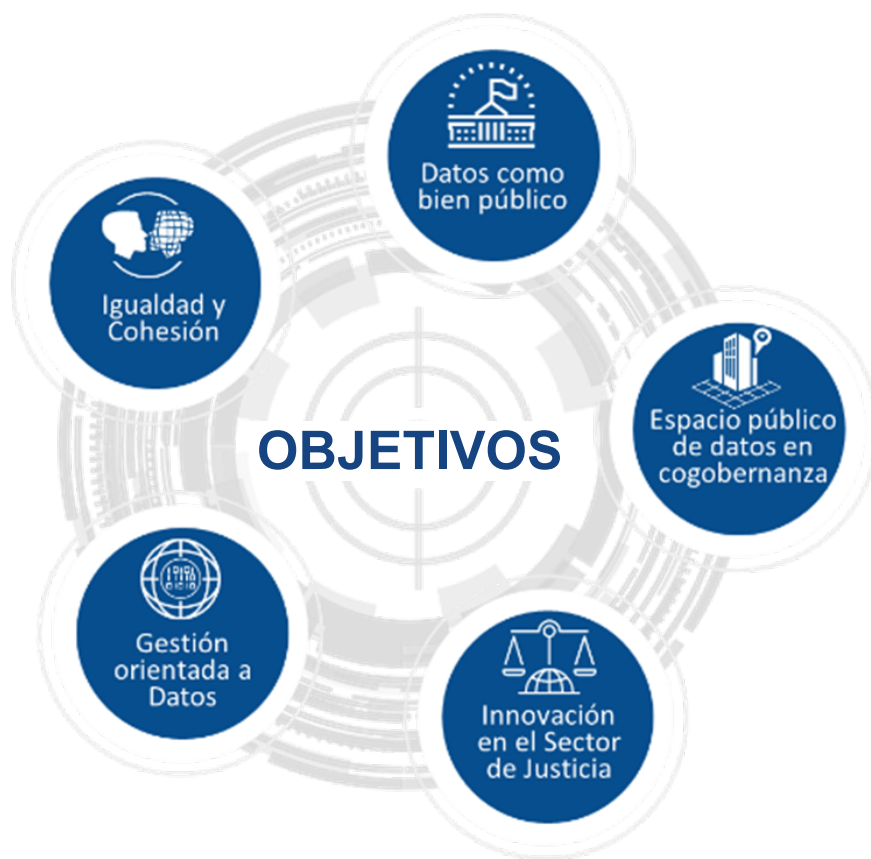 Datos como
bien público
Igualdad y
Cohesión
Espacio público
de datos en
cogobernanza
OBJETIVOS
Gestión
orientada a
Datos
Innovación
en el Sector
de Justicia